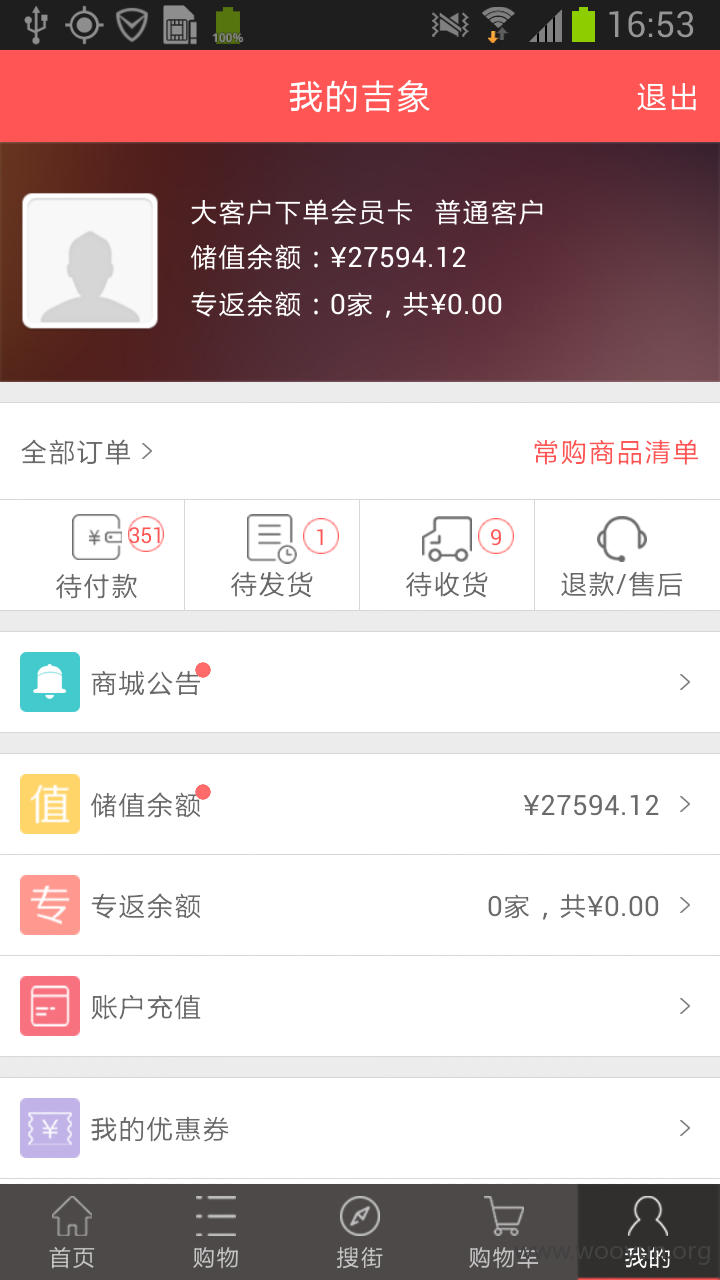 100% 16:53
我的吉象 退出
大客户下单会员卡 普通客户
储值余额：¥27594.12
专返余额：0家，共¥0.00
全部订单 常购商品清单
351 1 9
待付款 待发货 待收货 退款/售后
商城公告
值 储值余额 ¥27594.12
专 专返余额 0家，共¥0.00
账户充值
¥ 我的优惠券
首页 购物 搜街 购物车 我的